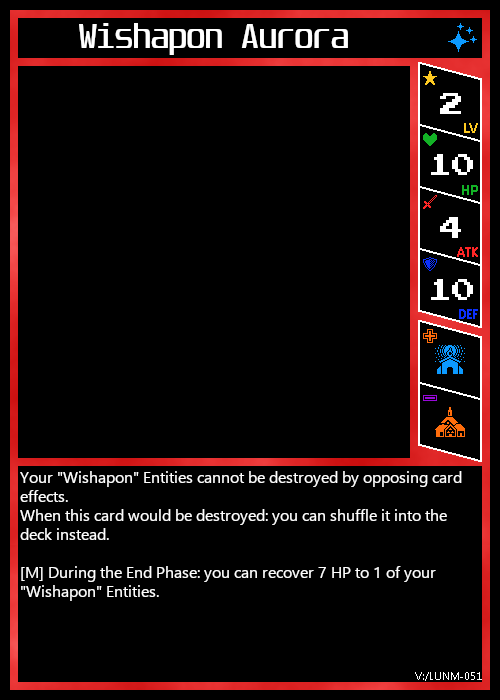 Wishapon Aurora
2
LV
10
HP
4
ATK
10
DEF
Your "Wishapon" Entities cannot be destroyed by opposing card
effects.
When this card would be destroyed: you can shuffle it into the
deck instead.
[M] During the End Phase: you can recover 7 HP to 1 of your
"Wishapon" Entities.
V:/LUNM-051